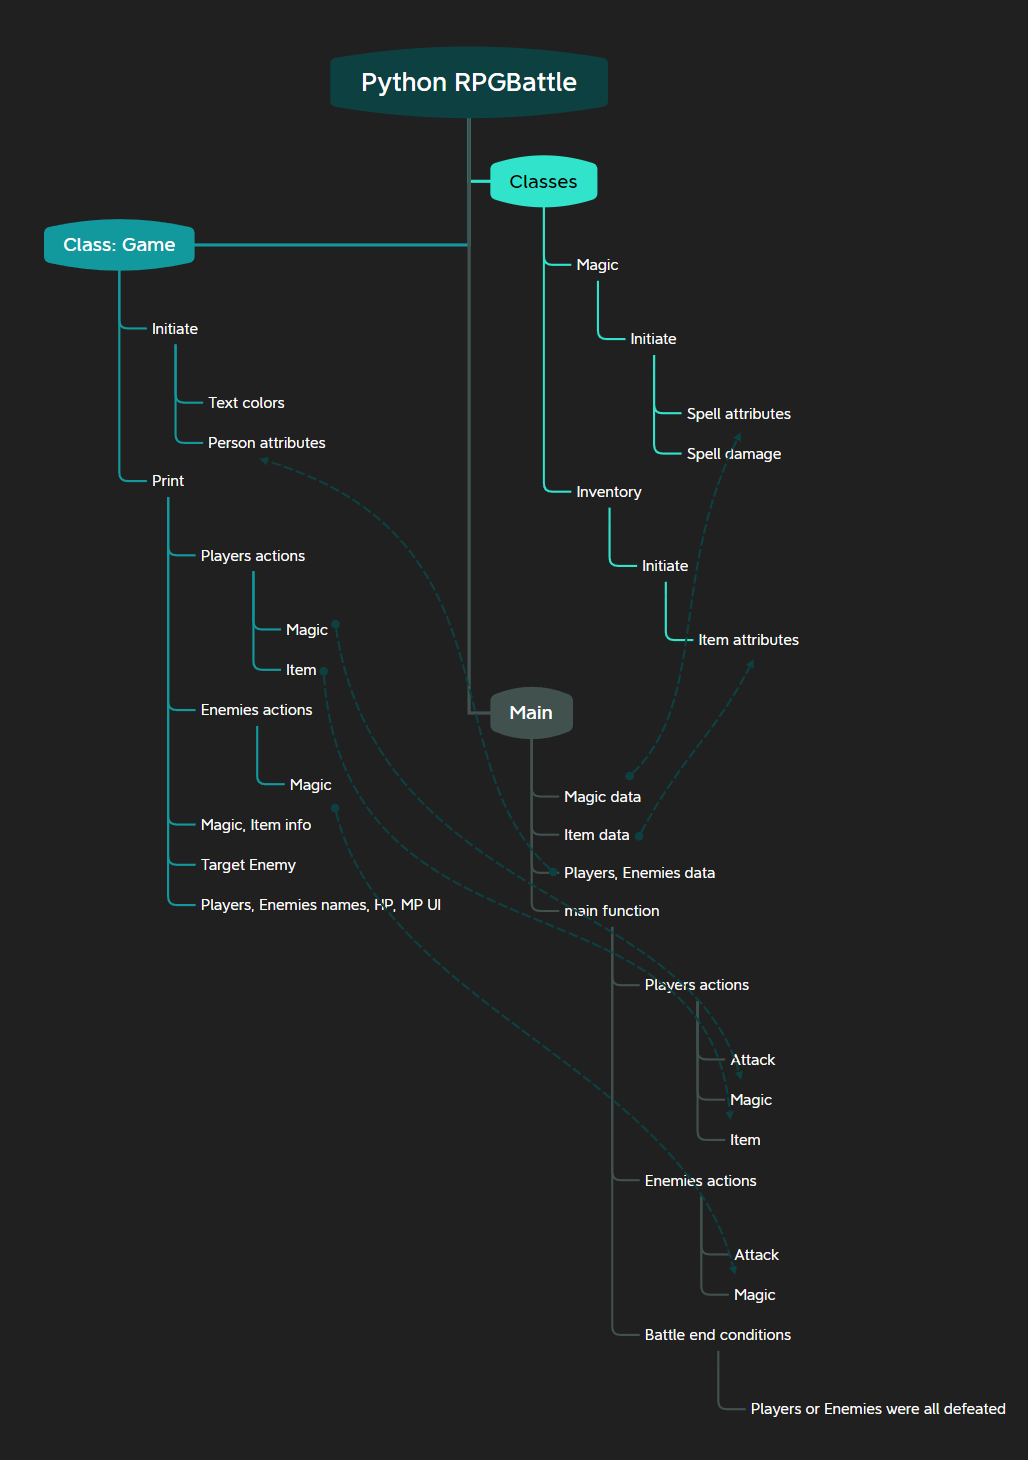 Python RPGBattle
Classes
Magic
Initiate
Spell attributes
Spell damage
Inventory
Initiate
Item attributes
Class: Game
Initiate
Text colors
Person attributes
Print
Players actions
Magic
Item
Enemies actions
Magic
Magic, Item info
Target Enemy
Players, Enemies names, HP, MP UI
Main
Magic data
Item data
Players, Enemies data
main function
Players actions
Attack
Magic
Item
Enemies actions
Attack
Magic
Battle end conditions
Players or Enemies were all defeated